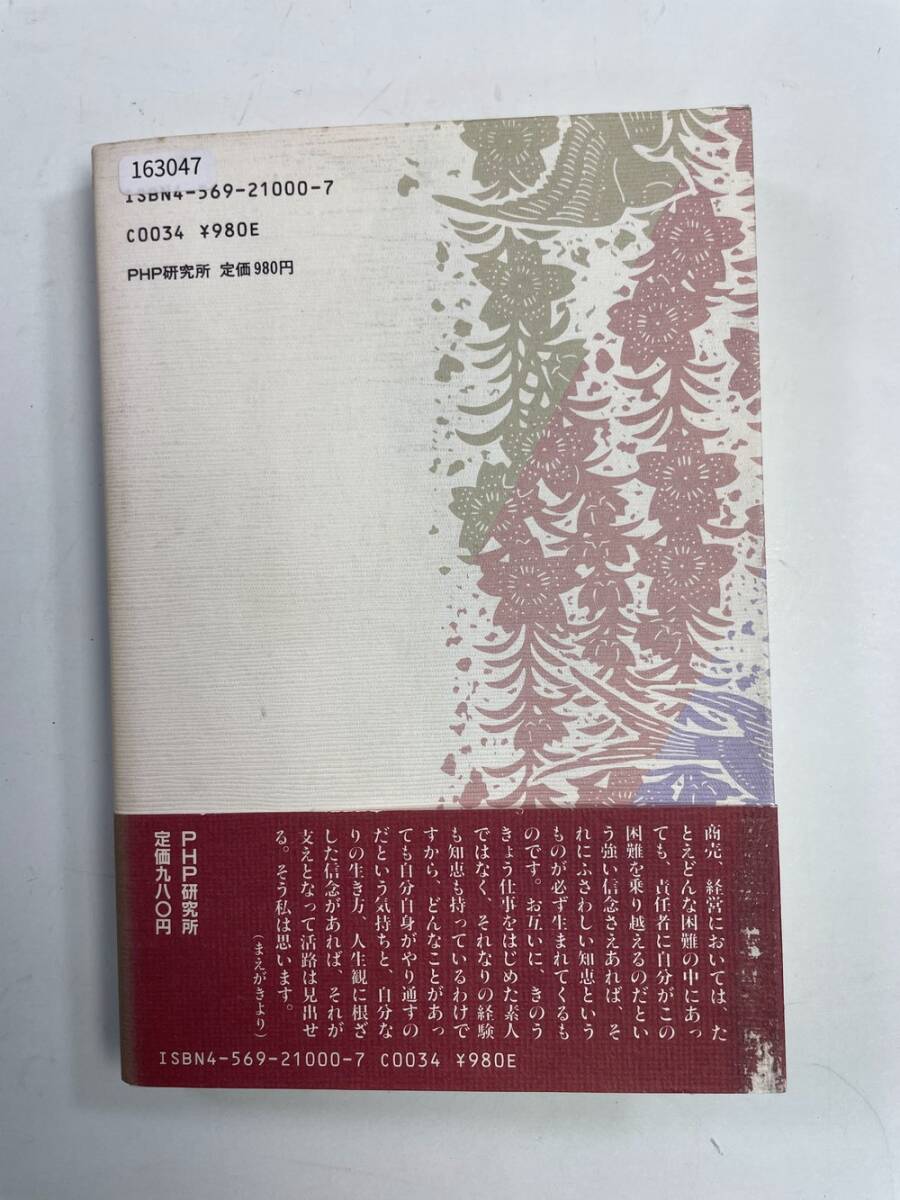 163047
ISBN4-569-21000-7
C0034 ¥980E
PHP研究所 定価980円
商売、経営においては、た
とえどんな困難の中にあっ
ても、責任者に自分がこの
困難を乗り越えるのだとい
う強い信念さえあれば、そ
れにふさわしい知恵という
ものが必ず生まれてくるも
のです。お互いに、きのう
きょう仕事をはじめた素人
ではなく、それなりの経験
も知恵も持っているわけで
すから、どんなことがあっ
ても自分自身がやり通すの
だという気持ちと、自分な
りの生き方、人生観に根ざ
した信念があれば、それが
支えとなって活路は見出せ
る。そう私は思います。
(まえがきより)
PHP研究所
定価九八〇円
ISBN4-569-21000-7 C0034 ¥980E